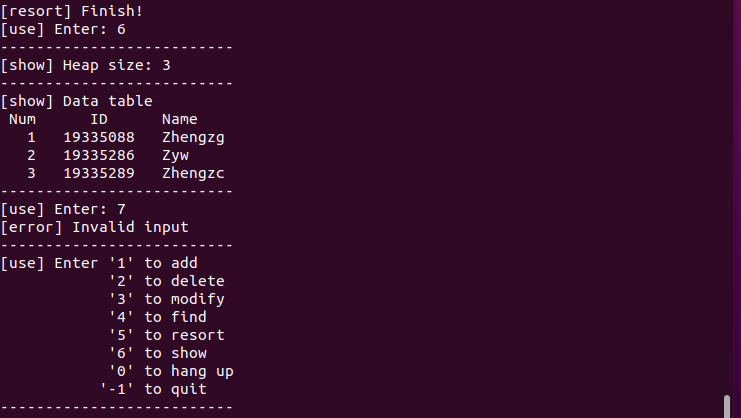 [resort] Finish!
[use] Enter: 6
--------------------------
[show] Heap size: 3
--------------------------
[show] Data table
 Num      ID      Name
   1   19335088   Zhengzg
   2   19335286   Zyw
   3   19335289   Zhengzc
--------------------------
[use] Enter: 7
[error] Invalid input
--------------------------
[use] Enter '1' to add
            '2' to delete
            '3' to modify
            '4' to find
            '5' to resort
            '6' to show
            '0' to hang up
           '-1' to quit
--------------------------